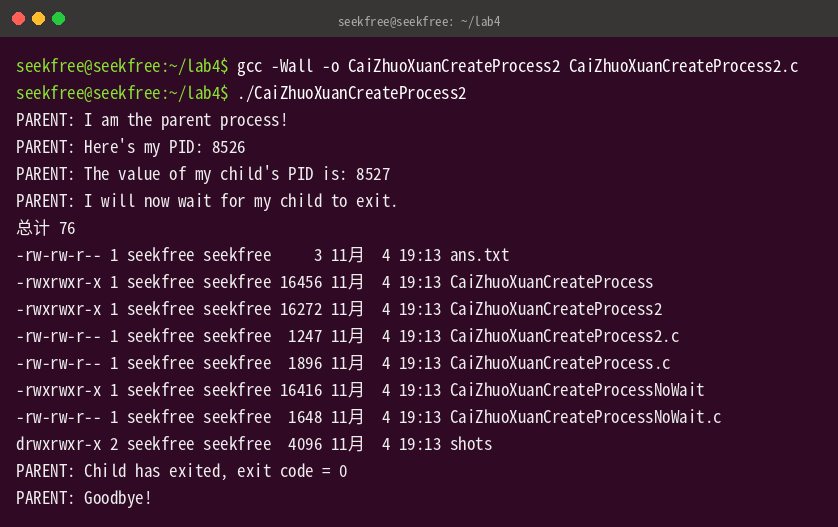 seekfree@seekfree: ~/lab4
seekfree@seekfree:~/lab4$ gcc -Wall -o CaiZhuoXuanCreateProcess2 CaiZhuoXuanCreateProcess2.c
seekfree@seekfree:~/lab4$ ./CaiZhuoXuanCreateProcess2
PARENT: I am the parent process!
PARENT: Here's my PID: 8526
PARENT: The value of my child's PID is: 8527
PARENT: I will now wait for my child to exit.
总计 76
-rw-rw-r-- 1 seekfree seekfree     3 11月  4 19:13 ans.txt
-rwxrwxr-x 1 seekfree seekfree 16456 11月  4 19:13 CaiZhuoXuanCreateProcess
-rwxrwxr-x 1 seekfree seekfree 16272 11月  4 19:13 CaiZhuoXuanCreateProcess2
-rw-rw-r-- 1 seekfree seekfree  1247 11月  4 19:13 CaiZhuoXuanCreateProcess2.c
-rw-rw-r-- 1 seekfree seekfree  1896 11月  4 19:13 CaiZhuoXuanCreateProcess.c
-rwxrwxr-x 1 seekfree seekfree 16416 11月  4 19:13 CaiZhuoXuanCreateProcessNoWait
-rw-rw-r-- 1 seekfree seekfree  1648 11月  4 19:13 CaiZhuoXuanCreateProcessNoWait.c
drwxrwxr-x 2 seekfree seekfree  4096 11月  4 19:13 shots
PARENT: Child has exited, exit code = 0
PARENT: Goodbye!